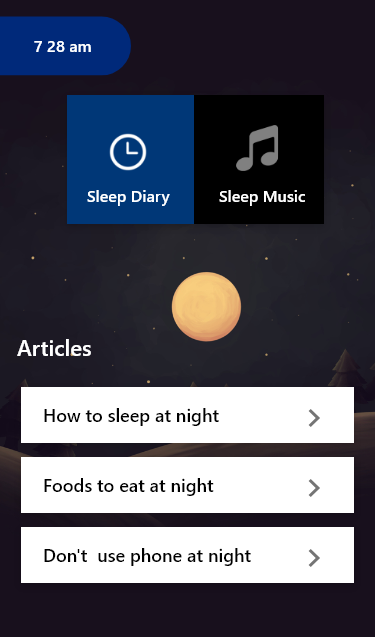 7 28 am
Sleep Diary
Sleep Music
Articles
How to sleep at night
Foods to eat at night
Don't  use phone at night